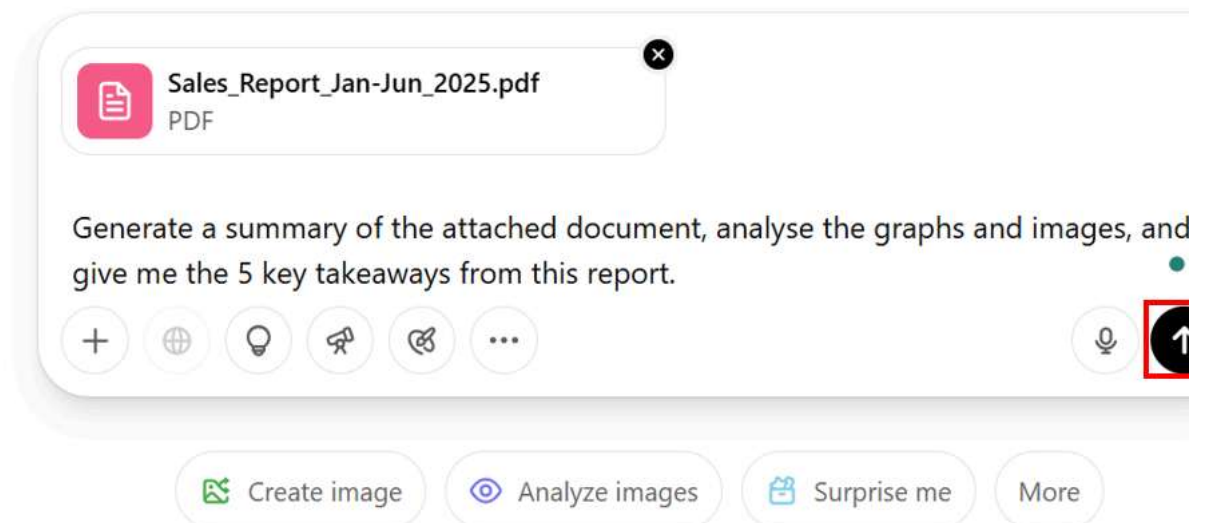 Sales_Report_Jan-Jun_2025.pdf
PDF
Generate a summary of the attached document, analyse the graphs and images, and
give me the 5 key takeaways from this report.
Create image
Analyze images
Surprise me
More